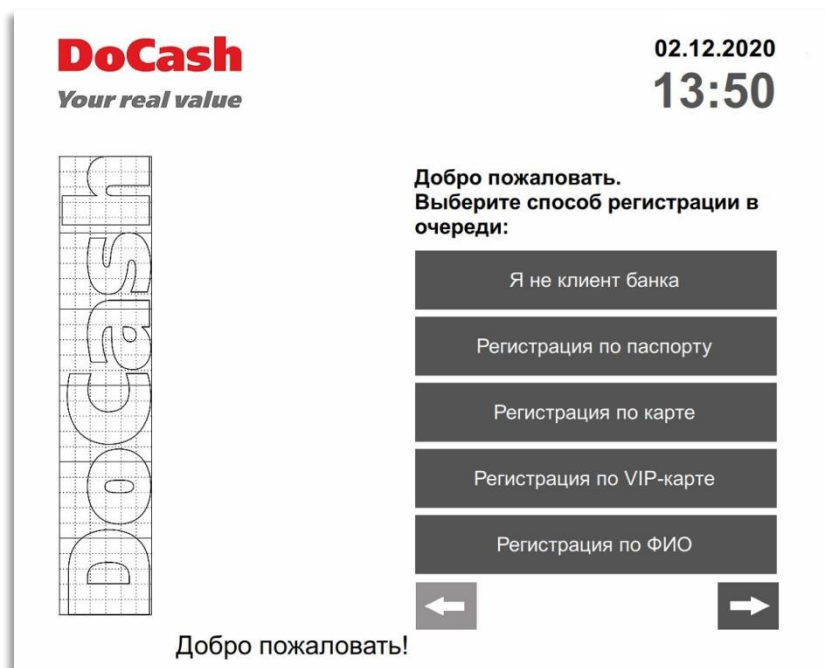 DoCash
Your real value
02.12.2020
13:50
DoCash
Добро пожаловать.
Выберите способ регистрации в
очереди:
Я не клиент банка
Регистрация по паспорту
Регистрация по карте
Регистрация по VIP-карте
Регистрация по ФИО
Добро пожаловать!